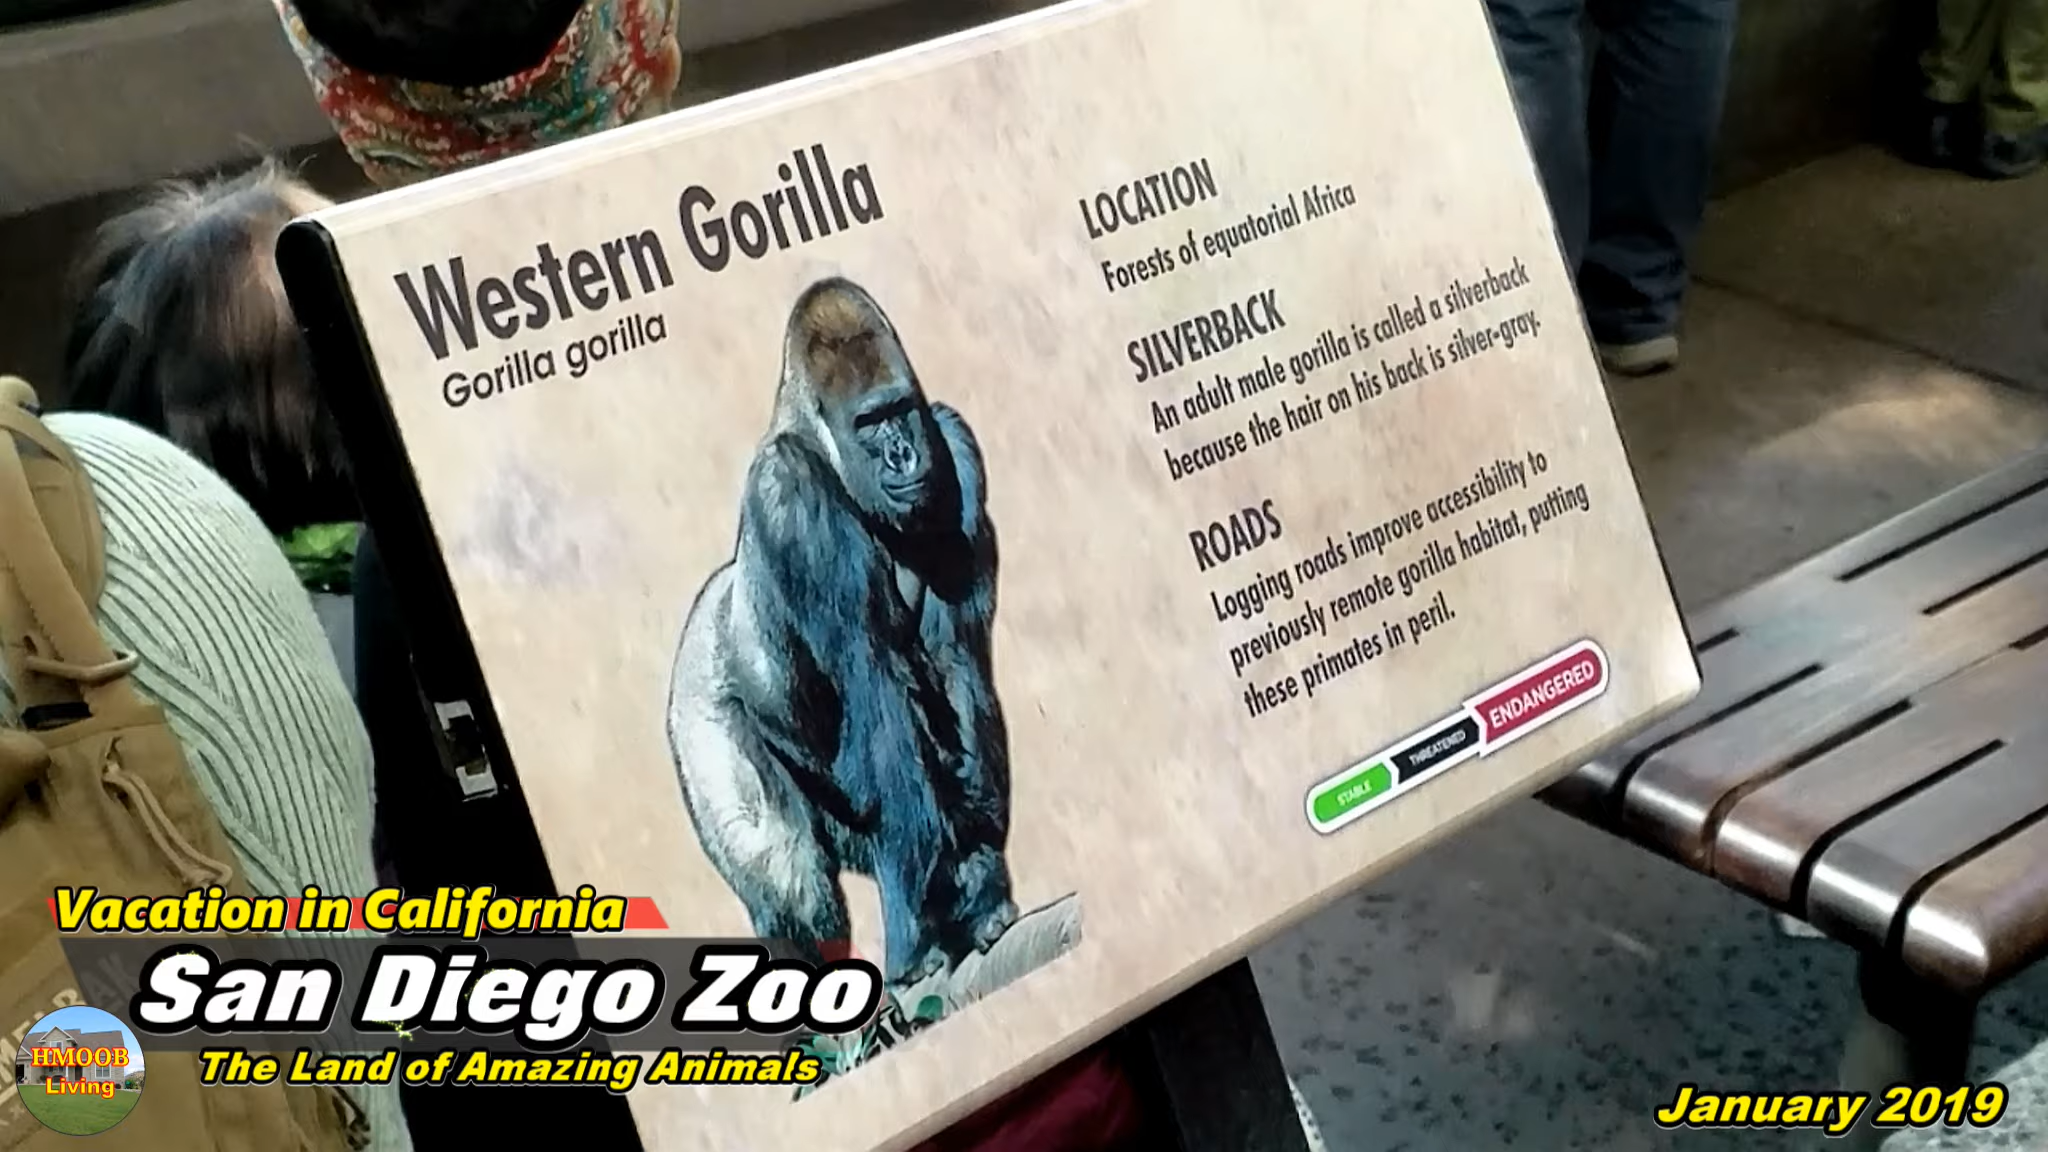 Western Gorilla
Gorilla gorilla
LOCATION
Forests of equatorial Africa
SILVERBACK
An adult male gorilla is called a silverback
because the hair on his back is silver-gray.
ROADS
Logging roads improve accessibility to
previously remote gorilla habitat, putting
these primates in peril.
STABLE
THREATENED
ENDANGERED
Vacation in California
San Diego Zoo
The Land of Amazing Animals
HMOOB
Living
January 2019